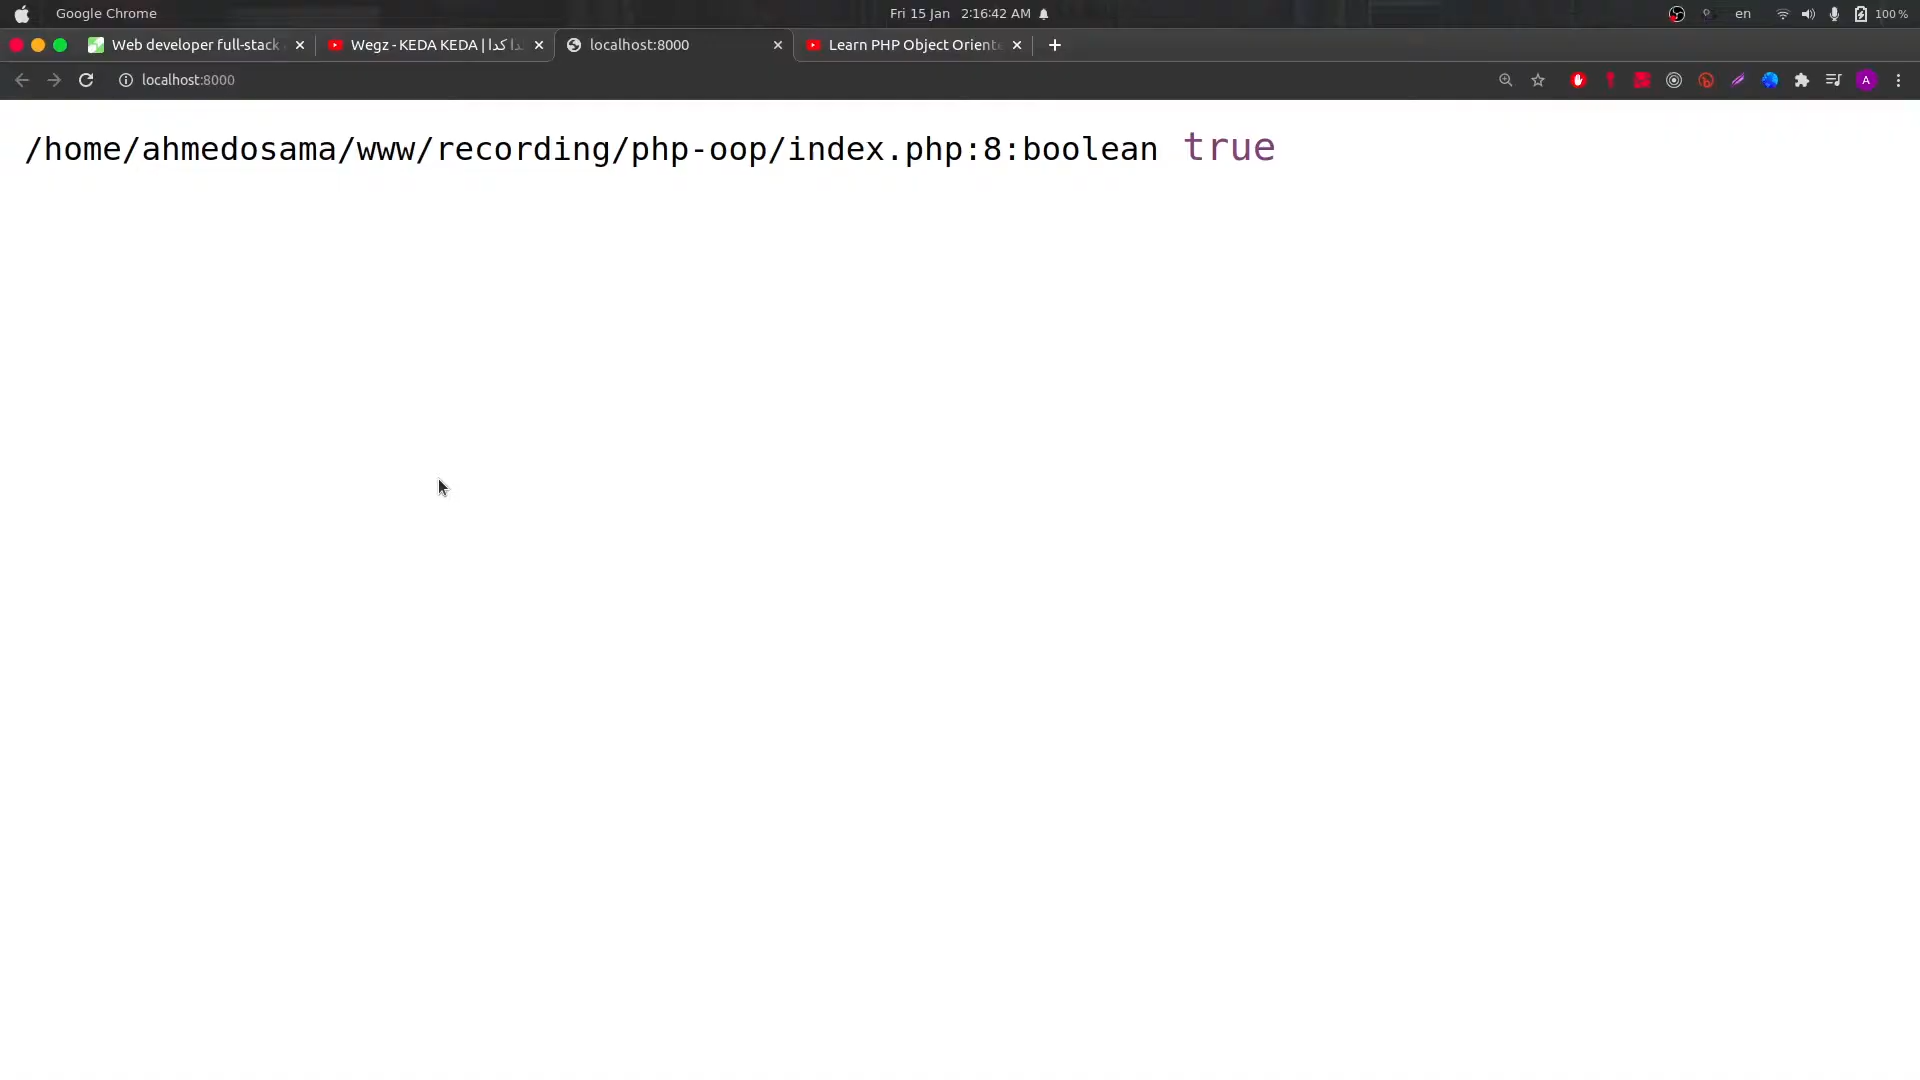 Google Chrome
Fri 15 Jan 2:16:42 AM
en
100 %
Web developer full-stack
Wegz - KEDA KEDA | كدا
localhost:8000
Learn PHP Object Oriente
localhost:8000
A
/home/ahmedosama/www/recording/php-oop/index.php:8:boolean true